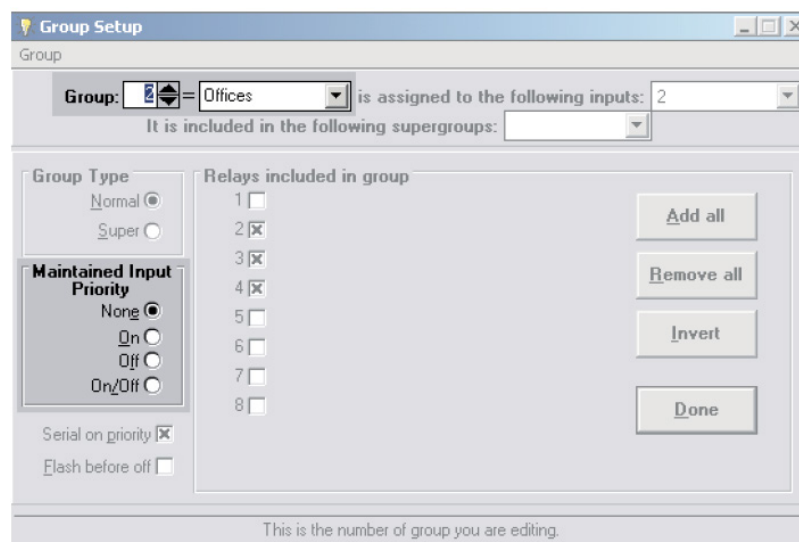 Group Setup
Group
Group: 2 = Offices is assigned to the following inputs: 2
It is included in the following supergroups:
Group Type
Normal
Super
Maintained Input
Priority
None
On
Off
On/Off
Serial on priority
Flash before off
Relays included in group
1
2
3
4
5
6
7
8
Add all
Remove all
Invert
Done
This is the number of group you are editing.